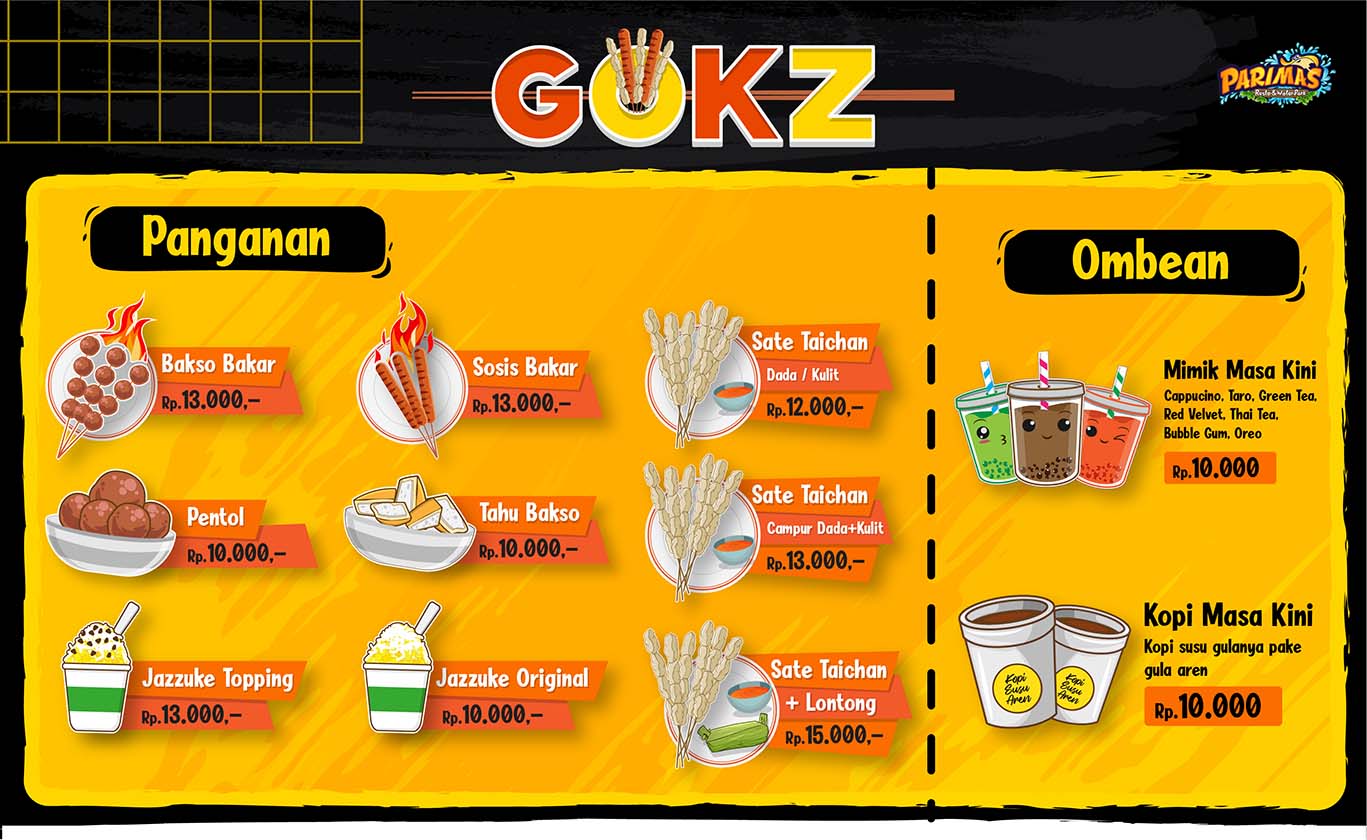 GOKZ
PARIMAS
Resto & Water Park
Panganan
Bakso Bakar
Rp.13.000,-
Sosis Bakar
Rp.13.000,-
Sate Taichan
Dada / Kulit
Rp.12.000,-
Pentol
Rp.10.000,-
Tahu Bakso
Rp.10.000,-
Sate Taichan
Campur Dada+Kulit
Rp.13.000,-
Jazzuke Topping
Rp.13.000,-
Jazzuke Original
Rp.10.000,-
Sate Taichan
+ Lontong
Rp.15.000,-
Ombean
Mimik Masa Kini
Cappucino, Taro, Green Tea,
Red Velvet, Thai Tea,
Bubble Gum, Oreo
Rp.10.000
Kopi
Susu
Aren
Kopi
Susu
Aren
Kopi Masa Kini
Kopi susu gulanya pake
gula aren
Rp.10.000